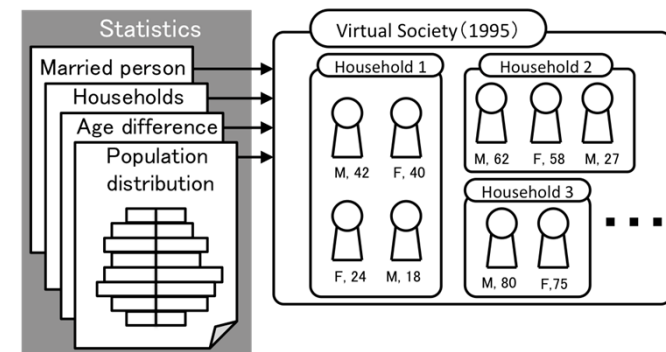 Statistics
Married person
Households
Age difference
Population
distribution
Virtual Society(1995)
Household 1
M, 42 F, 40
F, 24 M, 18
Household 2
M, 62 F, 58 M, 27
Household 3
M, 80 F,75